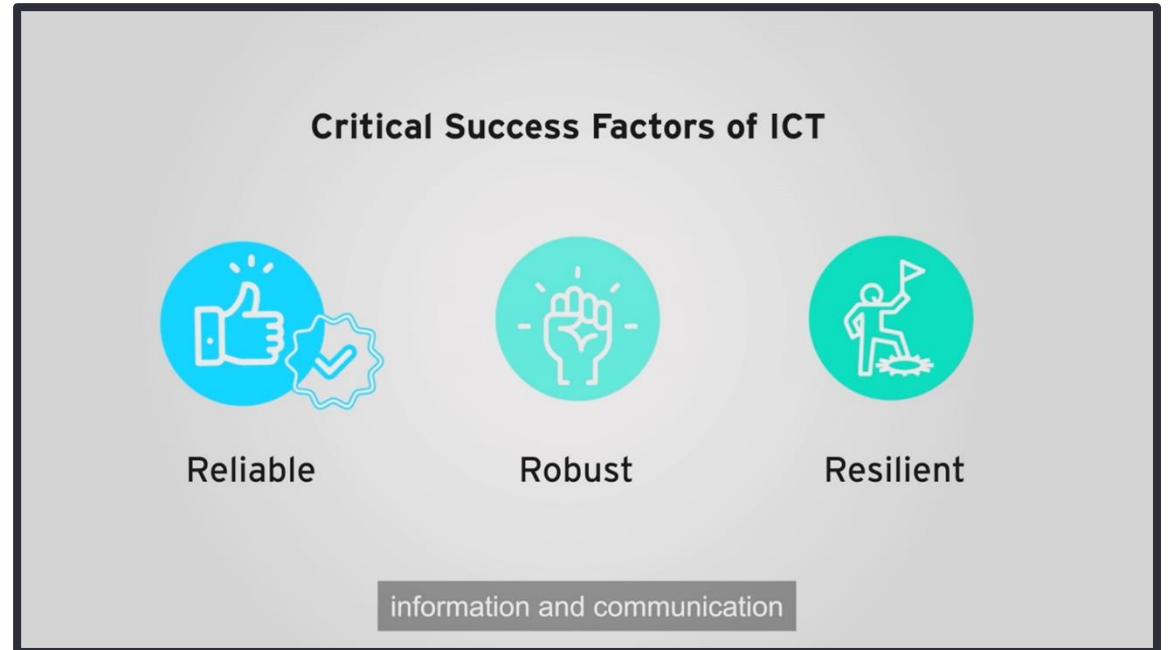 Critical Success Factors of ICT
Reliable
Robust
Resilient
information and communication